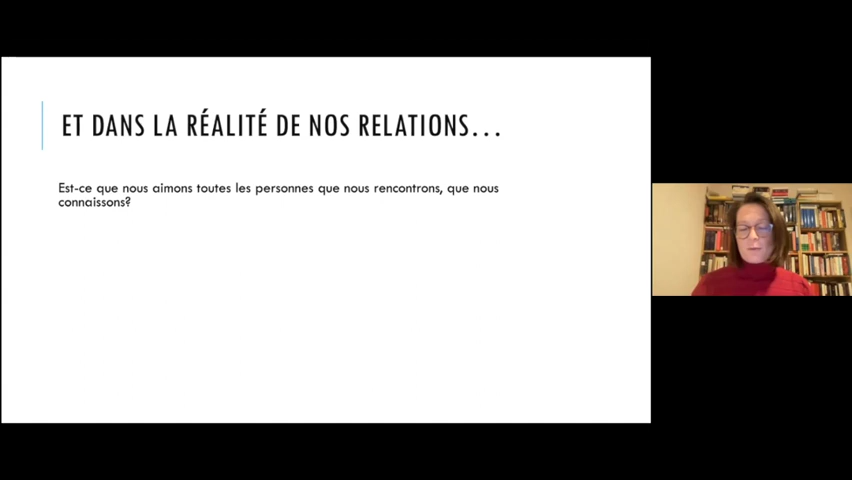 ET DANS LA RÉALITÉ DE NOS RELATIONS...
Est-ce que nous aimons toutes les personnes que nous rencontrons, que nous
connaissons?